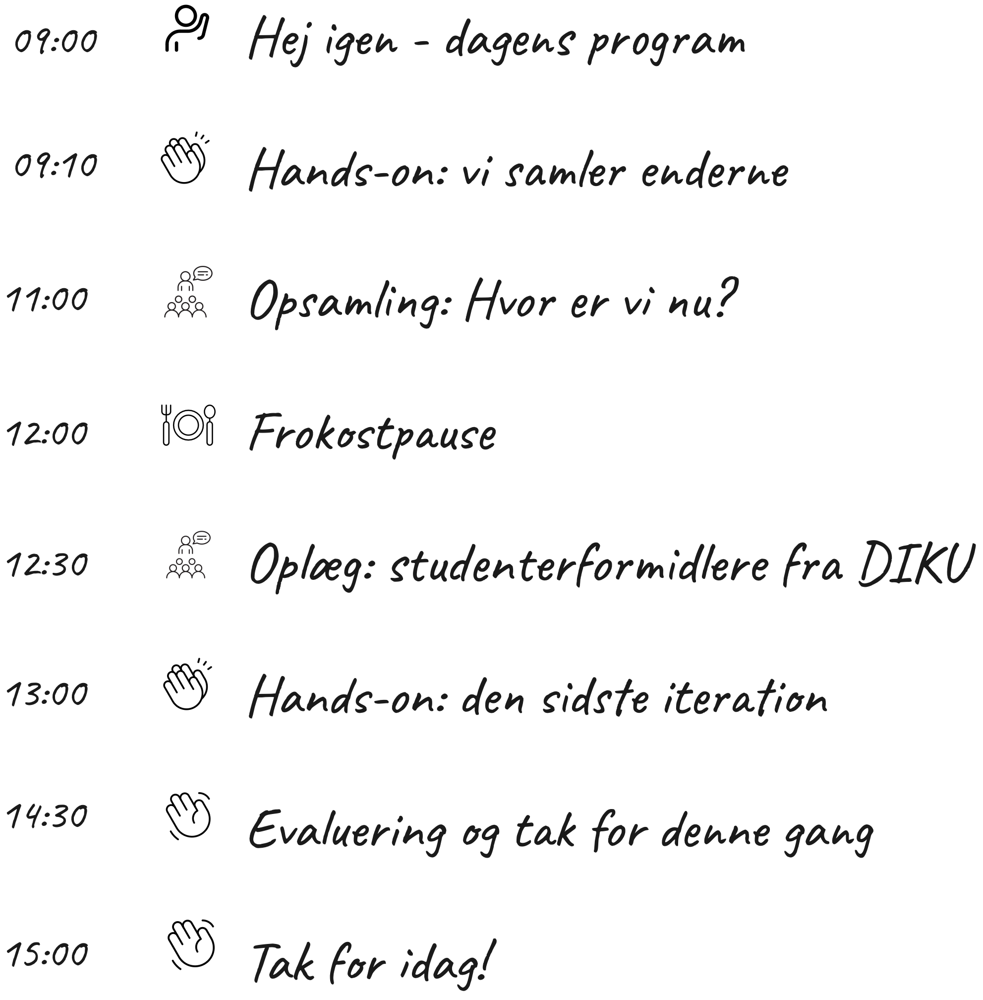 09:00 Hej igen - dagens program
09:10 Hands-on: vi samler enderne
11:00 Opsamling: Hvor er vi nu?
12:00 Frokostpause
12:30 Oplæg: studenterformidlere fra DIKU
13:00 Hands-on: den sidste iteration
14:30 Evaluering og tak for denne gang
15:00 Tak for idag!